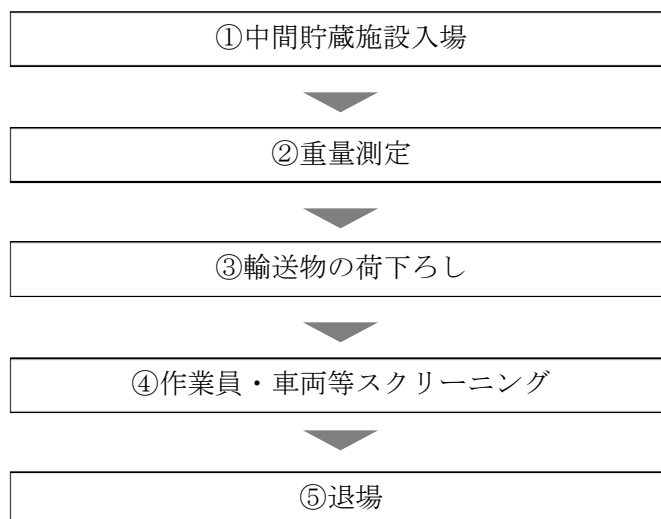 ①中間貯蔵施設入場
②重量測定
③輸送物の荷下ろし
④作業員・車両等スクリーニング
⑤退場